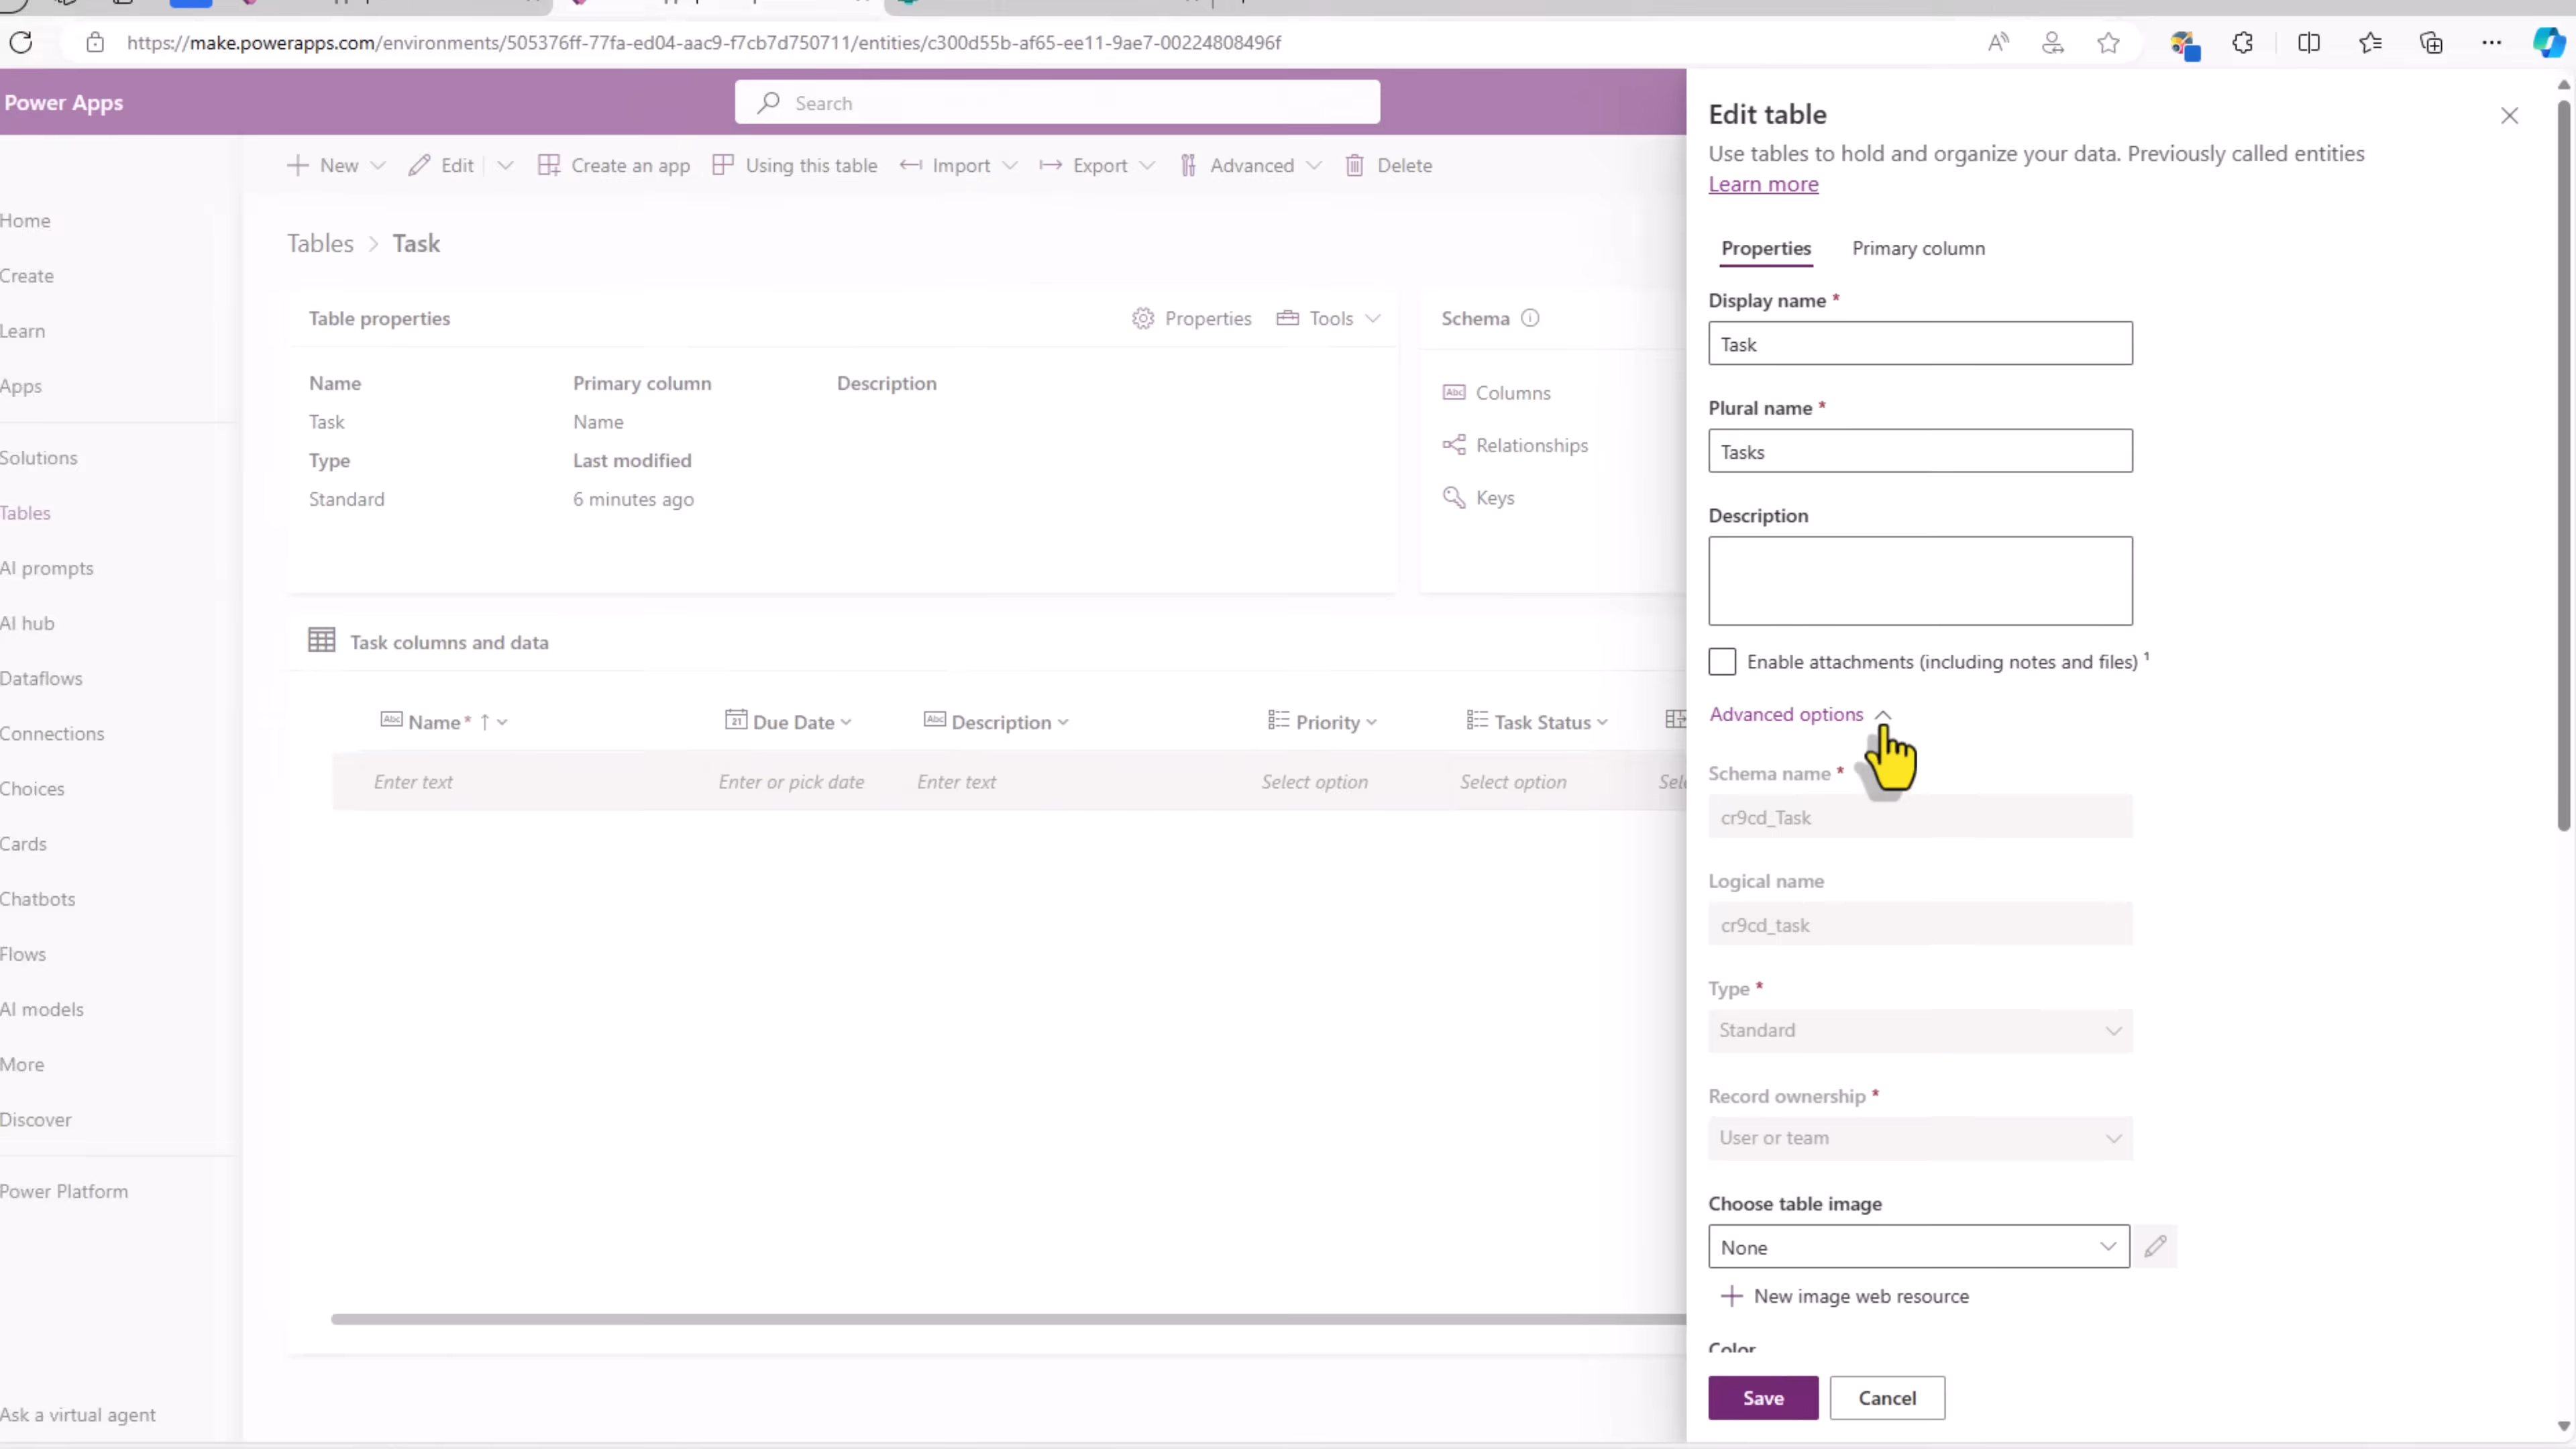 https://make.powerapps.com/environments/505376ff-77fa-ed04-aac9-f7cb7d750711/entities/c300d55b-af65-ee11-9ae7-00224808496f
Power Apps
Search
New
Edit
Create an app
Using this table
Import
Export
Advanced
Delete
Home
Create
Learn
Apps
Solutions
Tables
AI prompts
AI hub
Dataflows
Connections
Choices
Cards
Chatbots
Flows
AI models
More
Discover
Power Platform
Ask a virtual agent
Tables > Task
Table properties
Properties
Tools
Name Primary column Description
Task Name
Type Last modified
Standard 6 minutes ago
Schema
Columns
Relationships
Keys
Task columns and data
Name * Due Date Description Priority Task Status
Enter text Enter or pick date Enter text Select option Select option Sel
Edit table
Use tables to hold and organize your data. Previously called entities
Learn more
Properties Primary column
Display name *
Task
Plural name *
Tasks
Description
Enable attachments (including notes and files) ¹
Advanced options
Schema name *
cr9cd_Task
Logical name
cr9cd_task
Type *
Standard
Record ownership *
User or team
Choose table image
None
New image web resource
Color
Save Cancel